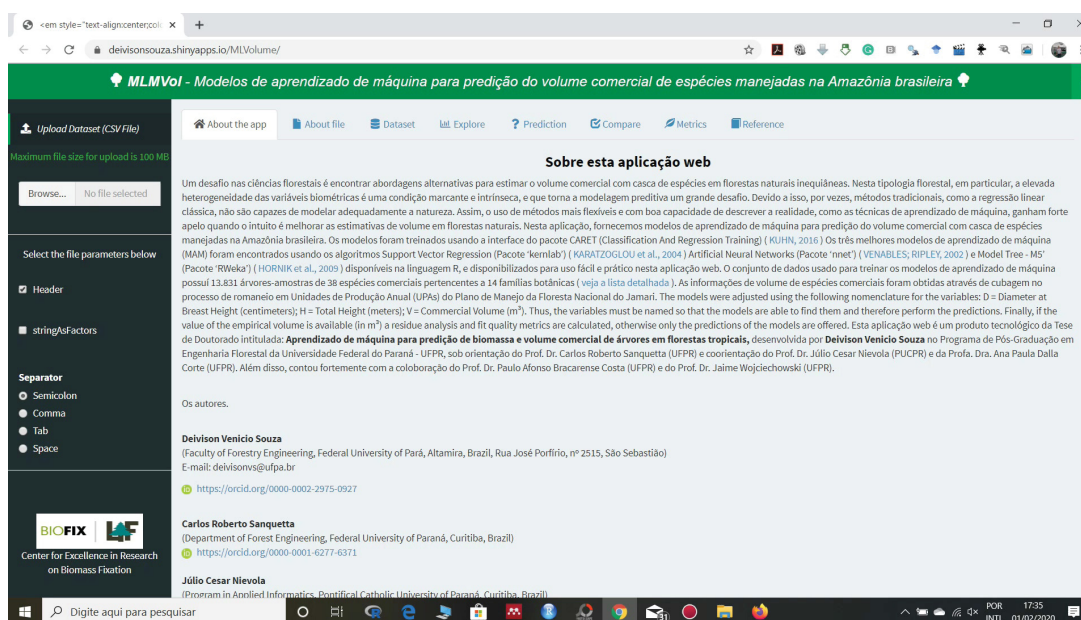 <em style="text-align:center;col
deivisonsouza.shinyapps.io/MLVolume/
MLMVol - Modelos de aprendizado de máquina para predição do volume comercial de espécies manejadas na Amazônia brasileira
Upload Dataset (CSV File)
Maximum file size for upload is 100 MB
Browse... No file selected
Select the file parameters below
Header
stringAsFactors
Separator
Semicolon
Comma
Tab
Space
BIOFIX
Center for Excellence in Research
on Biomass Fixation
About the app About file Dataset Explore Prediction Compare Metrics Reference
Sobre esta aplicação web
Um desafio nas ciências florestais é encontrar abordagens alternativas para estimar o volume comercial com casca de espécies em florestas naturais inequiâneas. Nesta tipologia florestal, em particular, a elevada
heterogeneidade das variáveis biométricas é uma condição marcante e intrínseca, e que torna a modelagem preditiva um grande desafio. Devido a isso, por vezes, métodos tradicionais, como a regressão linear
clássica, não são capazes de modelar adequadamente a natureza. Assim, o uso de métodos mais flexíveis e com boa capacidade de descrever a realidade, como as técnicas de aprendizado de máquina, ganham forte
apelo quando o intuito é melhorar as estimativas de volume em florestas naturais. Nesta aplicação, fornecemos modelos de aprendizado de máquina para predição do volume comercial com casca de espécies
manejadas na Amazônia brasileira. Os modelos foram treinados usando a interface do pacote CARET (Classification And Regression Training) ( KUHN, 2016 ) Os três melhores modelos de aprendizado de máquina
(MAM) foram encontrados usando os algoritmos Support Vector Regression (Pacote 'kernlab') ( KARATZOGLOU et al., 2004 ) Artificial Neural Networks (Pacote 'nnet') ( VENABLES; RIPLEY, 2002 ) e Model Tree - M5'
(Pacote 'RWeka') ( HORNIK et al., 2009 ) disponíveis na linguagem R, e disponibilizados para uso fácil e prático nesta aplicação web. O conjunto de dados usado para treinar os modelos de aprendizado de máquina
possuí 13.831 árvores-amostras de 38 espécies comerciais pertencentes a 14 famílias botânicas ( veja a lista detalhada ). As informações de volume de espécies comerciais foram obtidas através de cubagem no
processo de romaneio em Unidades de Produção Anual (UPAs) do Plano de Manejo da Floresta Nacional do Jamari. The models were adjusted using the following nomenclature for the variables: D = Diameter at
Breast Height (centimeters); H = Total Height (meters); V = Commercial Volume (m³). Thus, the variables must be named so that the models are able to find them and therefore perform the predictions. Finally, if the
value of the empirical volume is available (in m³) a residue analysis and fit quality metrics are calculated, otherwise only the predictions of the models are offered. Esta aplicação web é um produto tecnológico da Tese
de Doutorado intitulada: Aprendizado de máquina para predição de biomassa e volume comercial de árvores em florestas tropicais, desenvolvida por Deivison Venicio Souza no Programa de Pós-Graduação em
Engenharia Florestal da Universidade Federal do Paraná - UFPR, sob orientação do Prof. Dr. Carlos Roberto Sanquetta (UFPR) e coorientação do Prof. Dr. Júlio Cesar Nievola (PUCPR) e da Profa. Dra. Ana Paula Dalla
Corte (UFPR). Além disso, contou fortemente com a coloboração do Prof. Dr. Paulo Afonso Bracarense Costa (UFPR) e do Prof. Dr. Jaime Wojciechowski (UFPR).
Os autores.
Deivison Venicio Souza
(Faculty of Forestry Engineering, Federal University of Pará, Altamira, Brazil, Rua José Porfírio, nº 2515, São Sebastião)
E-mail: deivisonvs@ufpa.br
https://orcid.org/0000-0002-2975-0927
Carlos Roberto Sanquetta
(Department of Forest Engineering, Federal University of Paraná, Curitiba, Brazil)
https://orcid.org/0000-0001-6277-6371
Júlio Cesar Nievola
(Program in Applied Informatics, Pontifical Catholic University of Paraná, Curitiba, Brazil)
Digite aqui para pesquisar
POR 17:35
INTL 01/02/2020